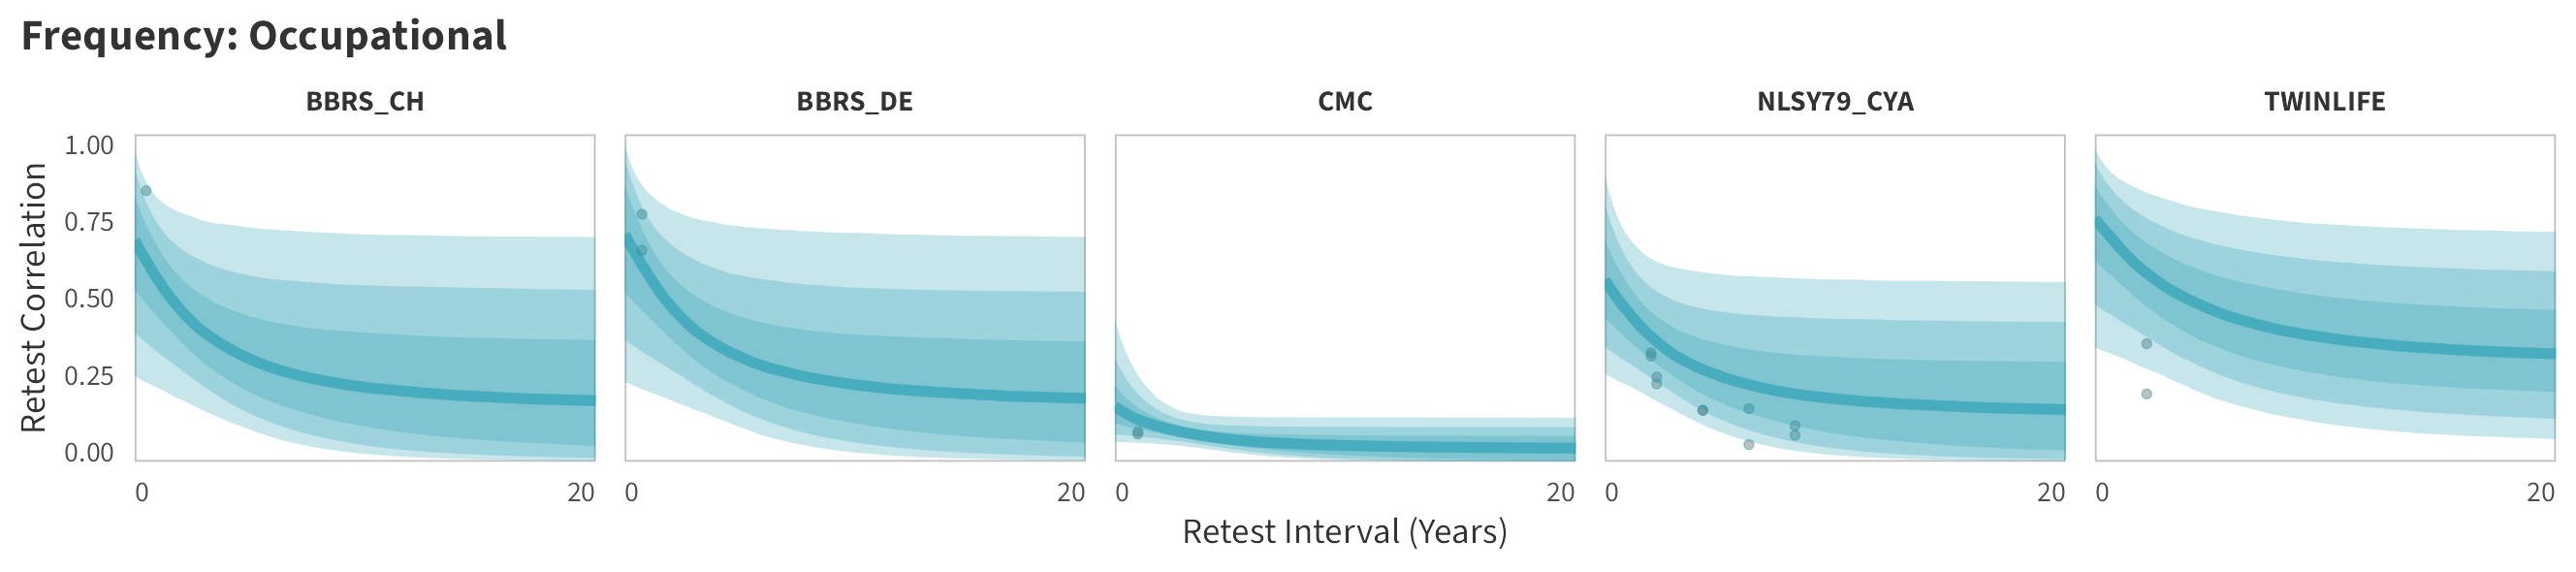 Frequency: Occupational
BBRS_CH BBRS_DE CMC NLSY79_CYA TWINLIFE
Retest Correlation
1.00
0.75
0.50
0.25
0.00
0 20 0 20 0 20 0 20 0 20
Retest Interval (Years)